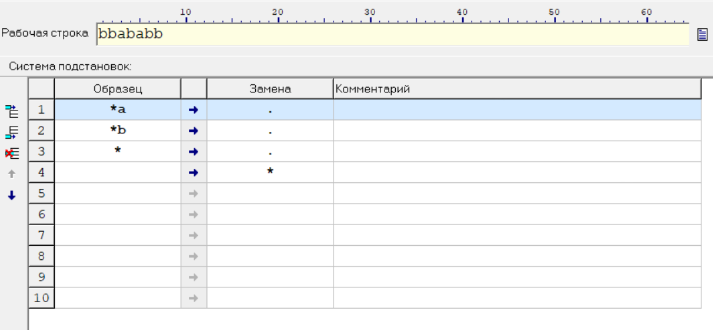 10 20 30 40 50 60
Рабочая строка bbababb
Система подстановок:
Образец Замена Комментарий
1 *a → .
2 *b → .
3 * → .
4 → *
5 →
6 →
7 →
8 →
9 →
10 →